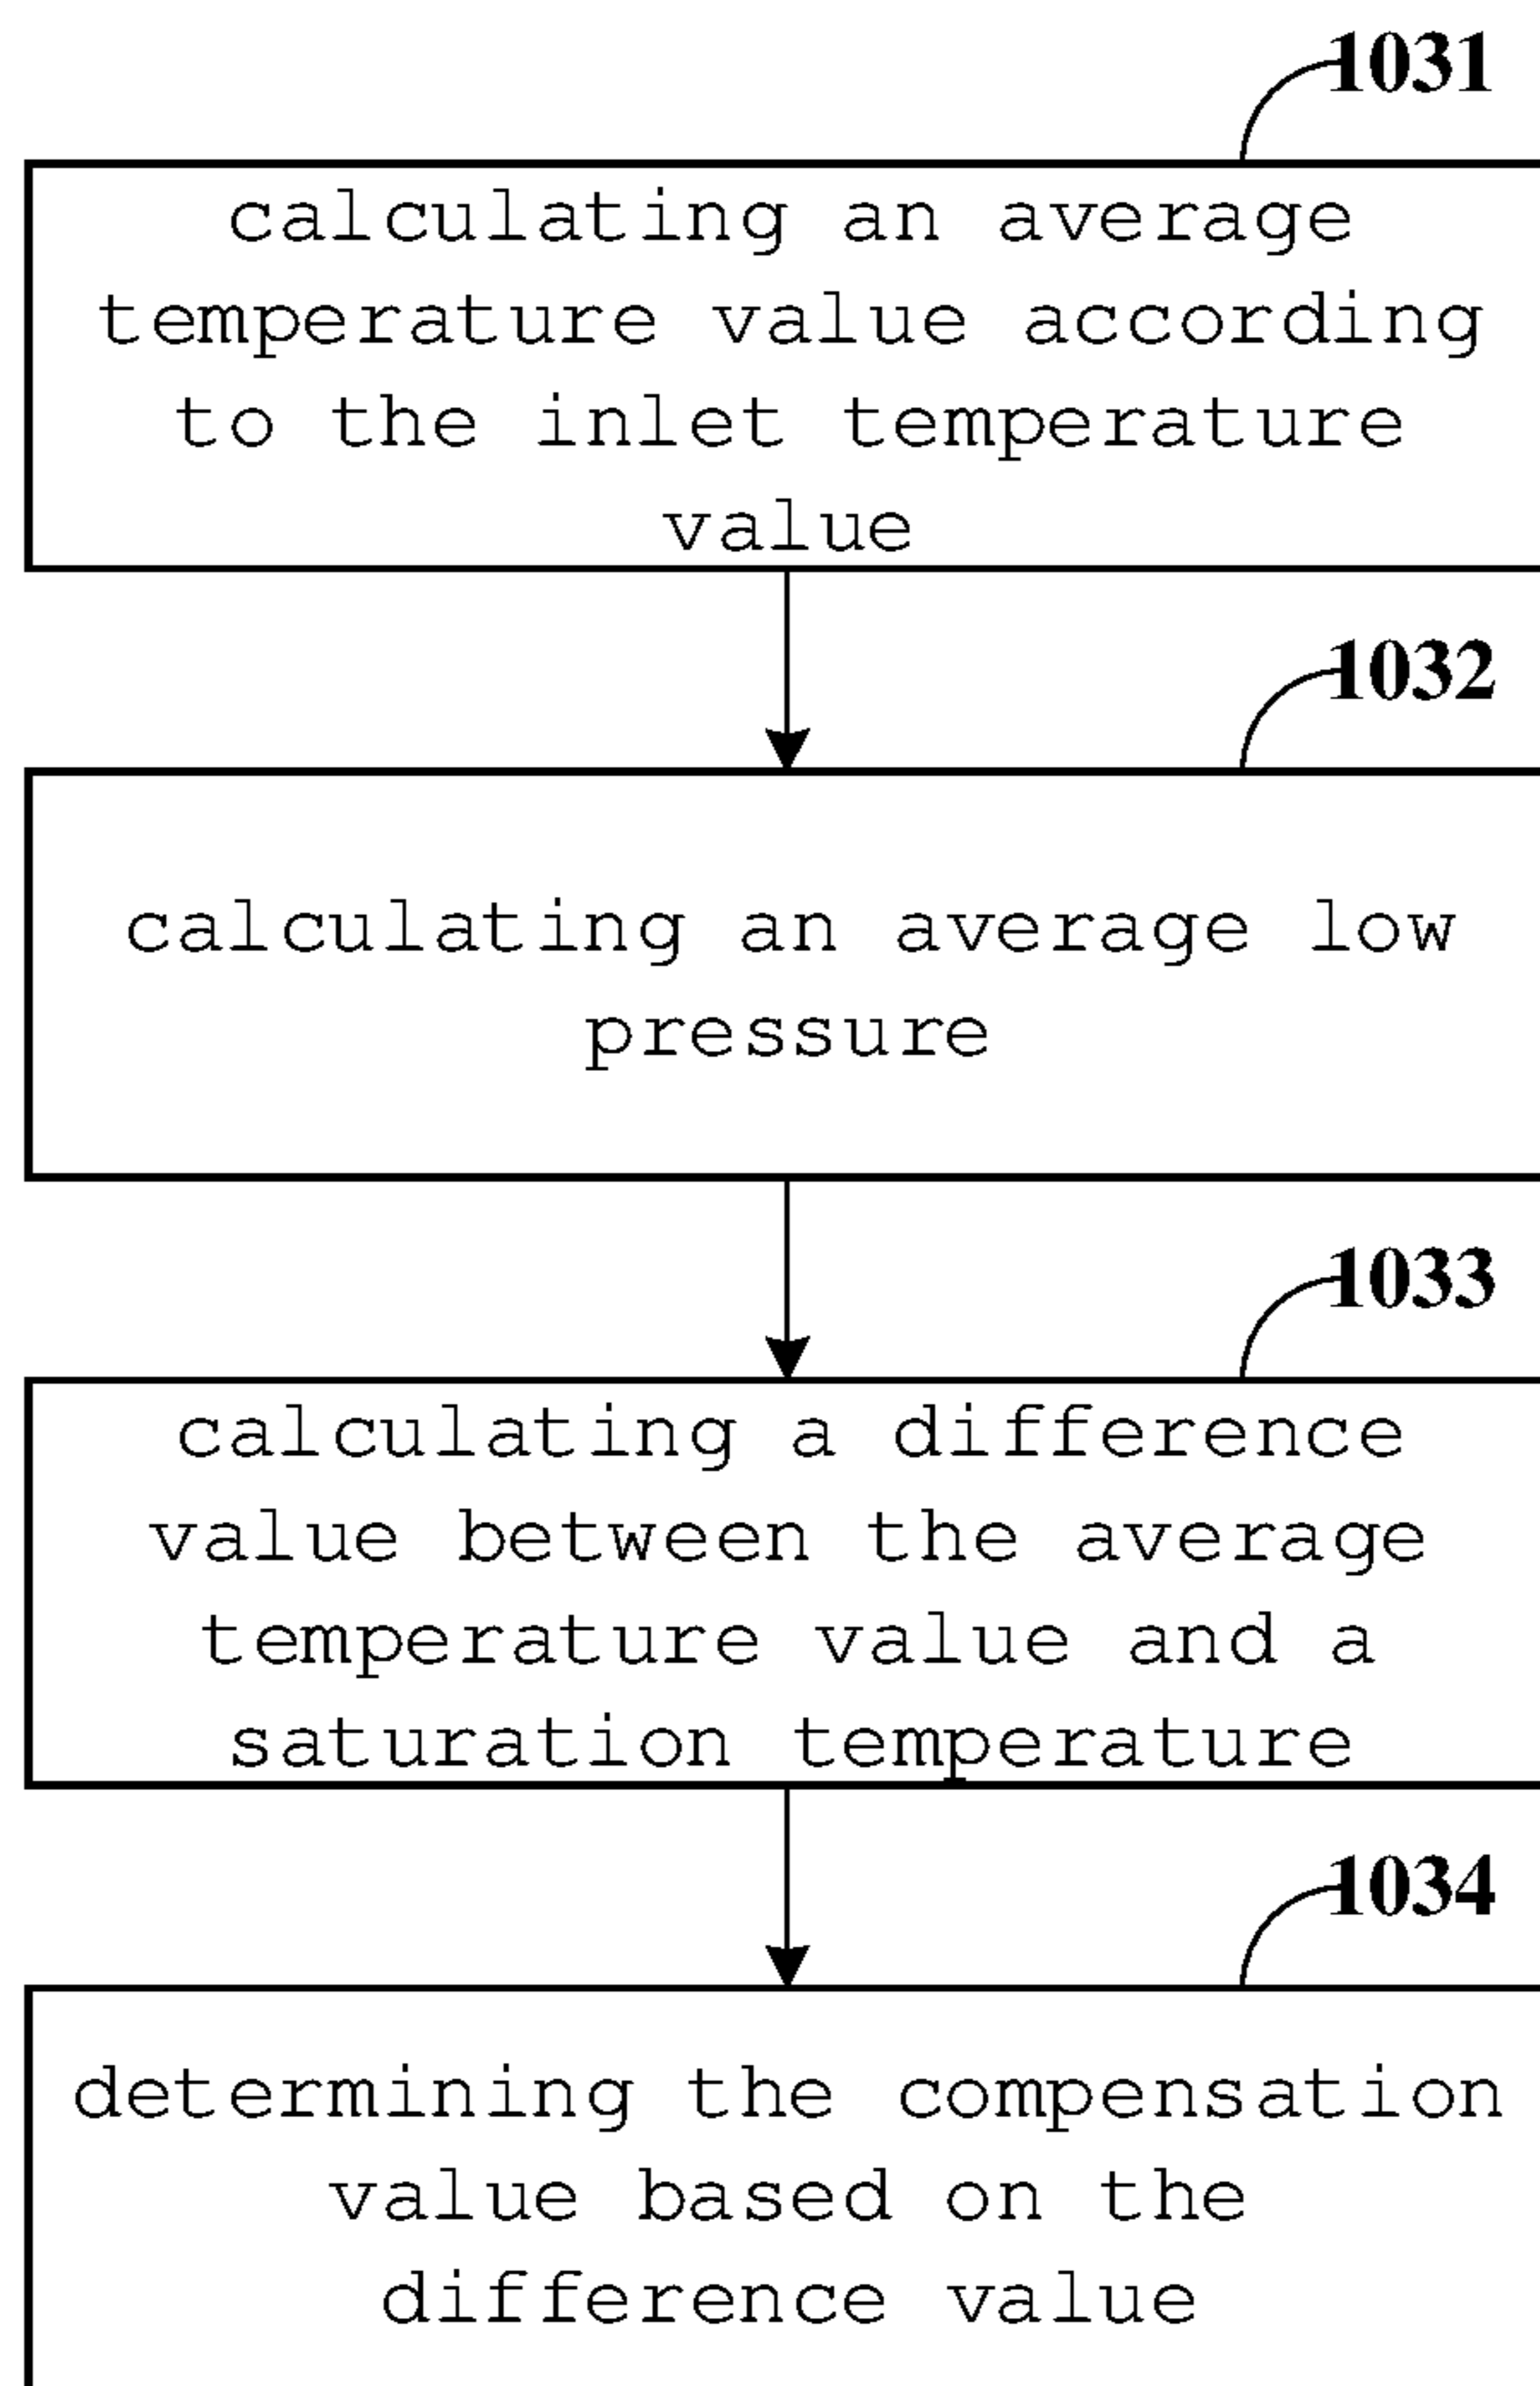 1031
calculating an average
temperature value according
to the inlet temperature
value
1032
calculating an average low
pressure
1033
calculating a difference
value between the average
temperature value and a
saturation temperature
1034
determining the compensation
value based on the
difference value